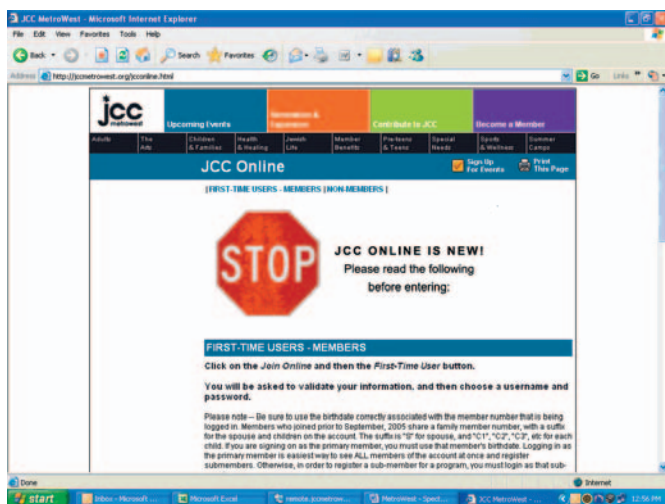 JCC MetroWest - Microsoft Internet Explorer
File Edit View Favorites Tools Help
Back Search Favorites
Address http://jccmetrowest.org/jcconline.html Go Links
jcc
metrowest
Upcoming Events Contribute to JCC Become a Member
Adults The Arts Children & Families Health & Healing Jewish Life Member Benefits Pre-teens & Teens Special Needs Sports & Wellness Summer Camps
JCC Online Sign Up For Events Print This Page
|FIRST-TIME USERS - MEMBERS |NON-MEMBERS |
STOP
JCC ONLINE IS NEW!
Please read the following
before entering:
FIRST-TIME USERS - MEMBERS
Click on the Join Online and then the First-Time User button.
You will be asked to validate your information, and then choose a username and
password.
Please note -- Be sure to use the birthdate correctly associated with the member number that is being
logged in. Members who joined prior to September, 2005 share a family member number, with a suffix
for the spouse and children on the account. The suffix is "S" for spouse, and "C1", "C2", "C3", etc for each
child. If you are signing on as the primary member, you must use that member's birthdate. Logging in as
the primary member is easiest way to see ALL members of the account at once and register
submembers. Otherwise, in order to register a sub-member for a program, you must login as that sub-
Done Internet
start Inbox - Microsoft ... Microsoft Excel remote.jccmetrow... MetroWest - Sped... JCC MetroWest - ... 12:56 PM